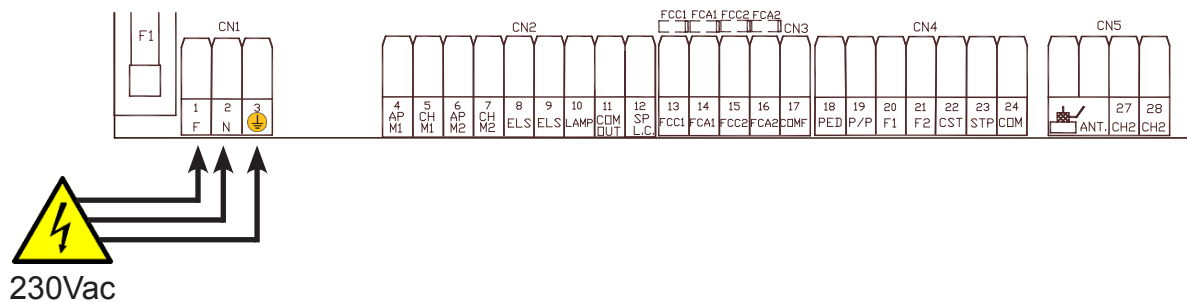 FCC1 FCA1 FCC2 FCA2
F1 CN1 CN2 CN3 CN4 CN5
1 2 3 4 5 6 7 8 9 10 11 12 13 14 15 16 17 18 19 20 21 22 23 24 27 28
F N AP M1 CH M1 AP M2 CH M2 ELS ELS LAMP COM OUT SP L.C. FCC1 FCA1 FCC2 FCA2 COMF PED P/P F1 F2 CST STP COM ANT. CH2 CH2
230Vac